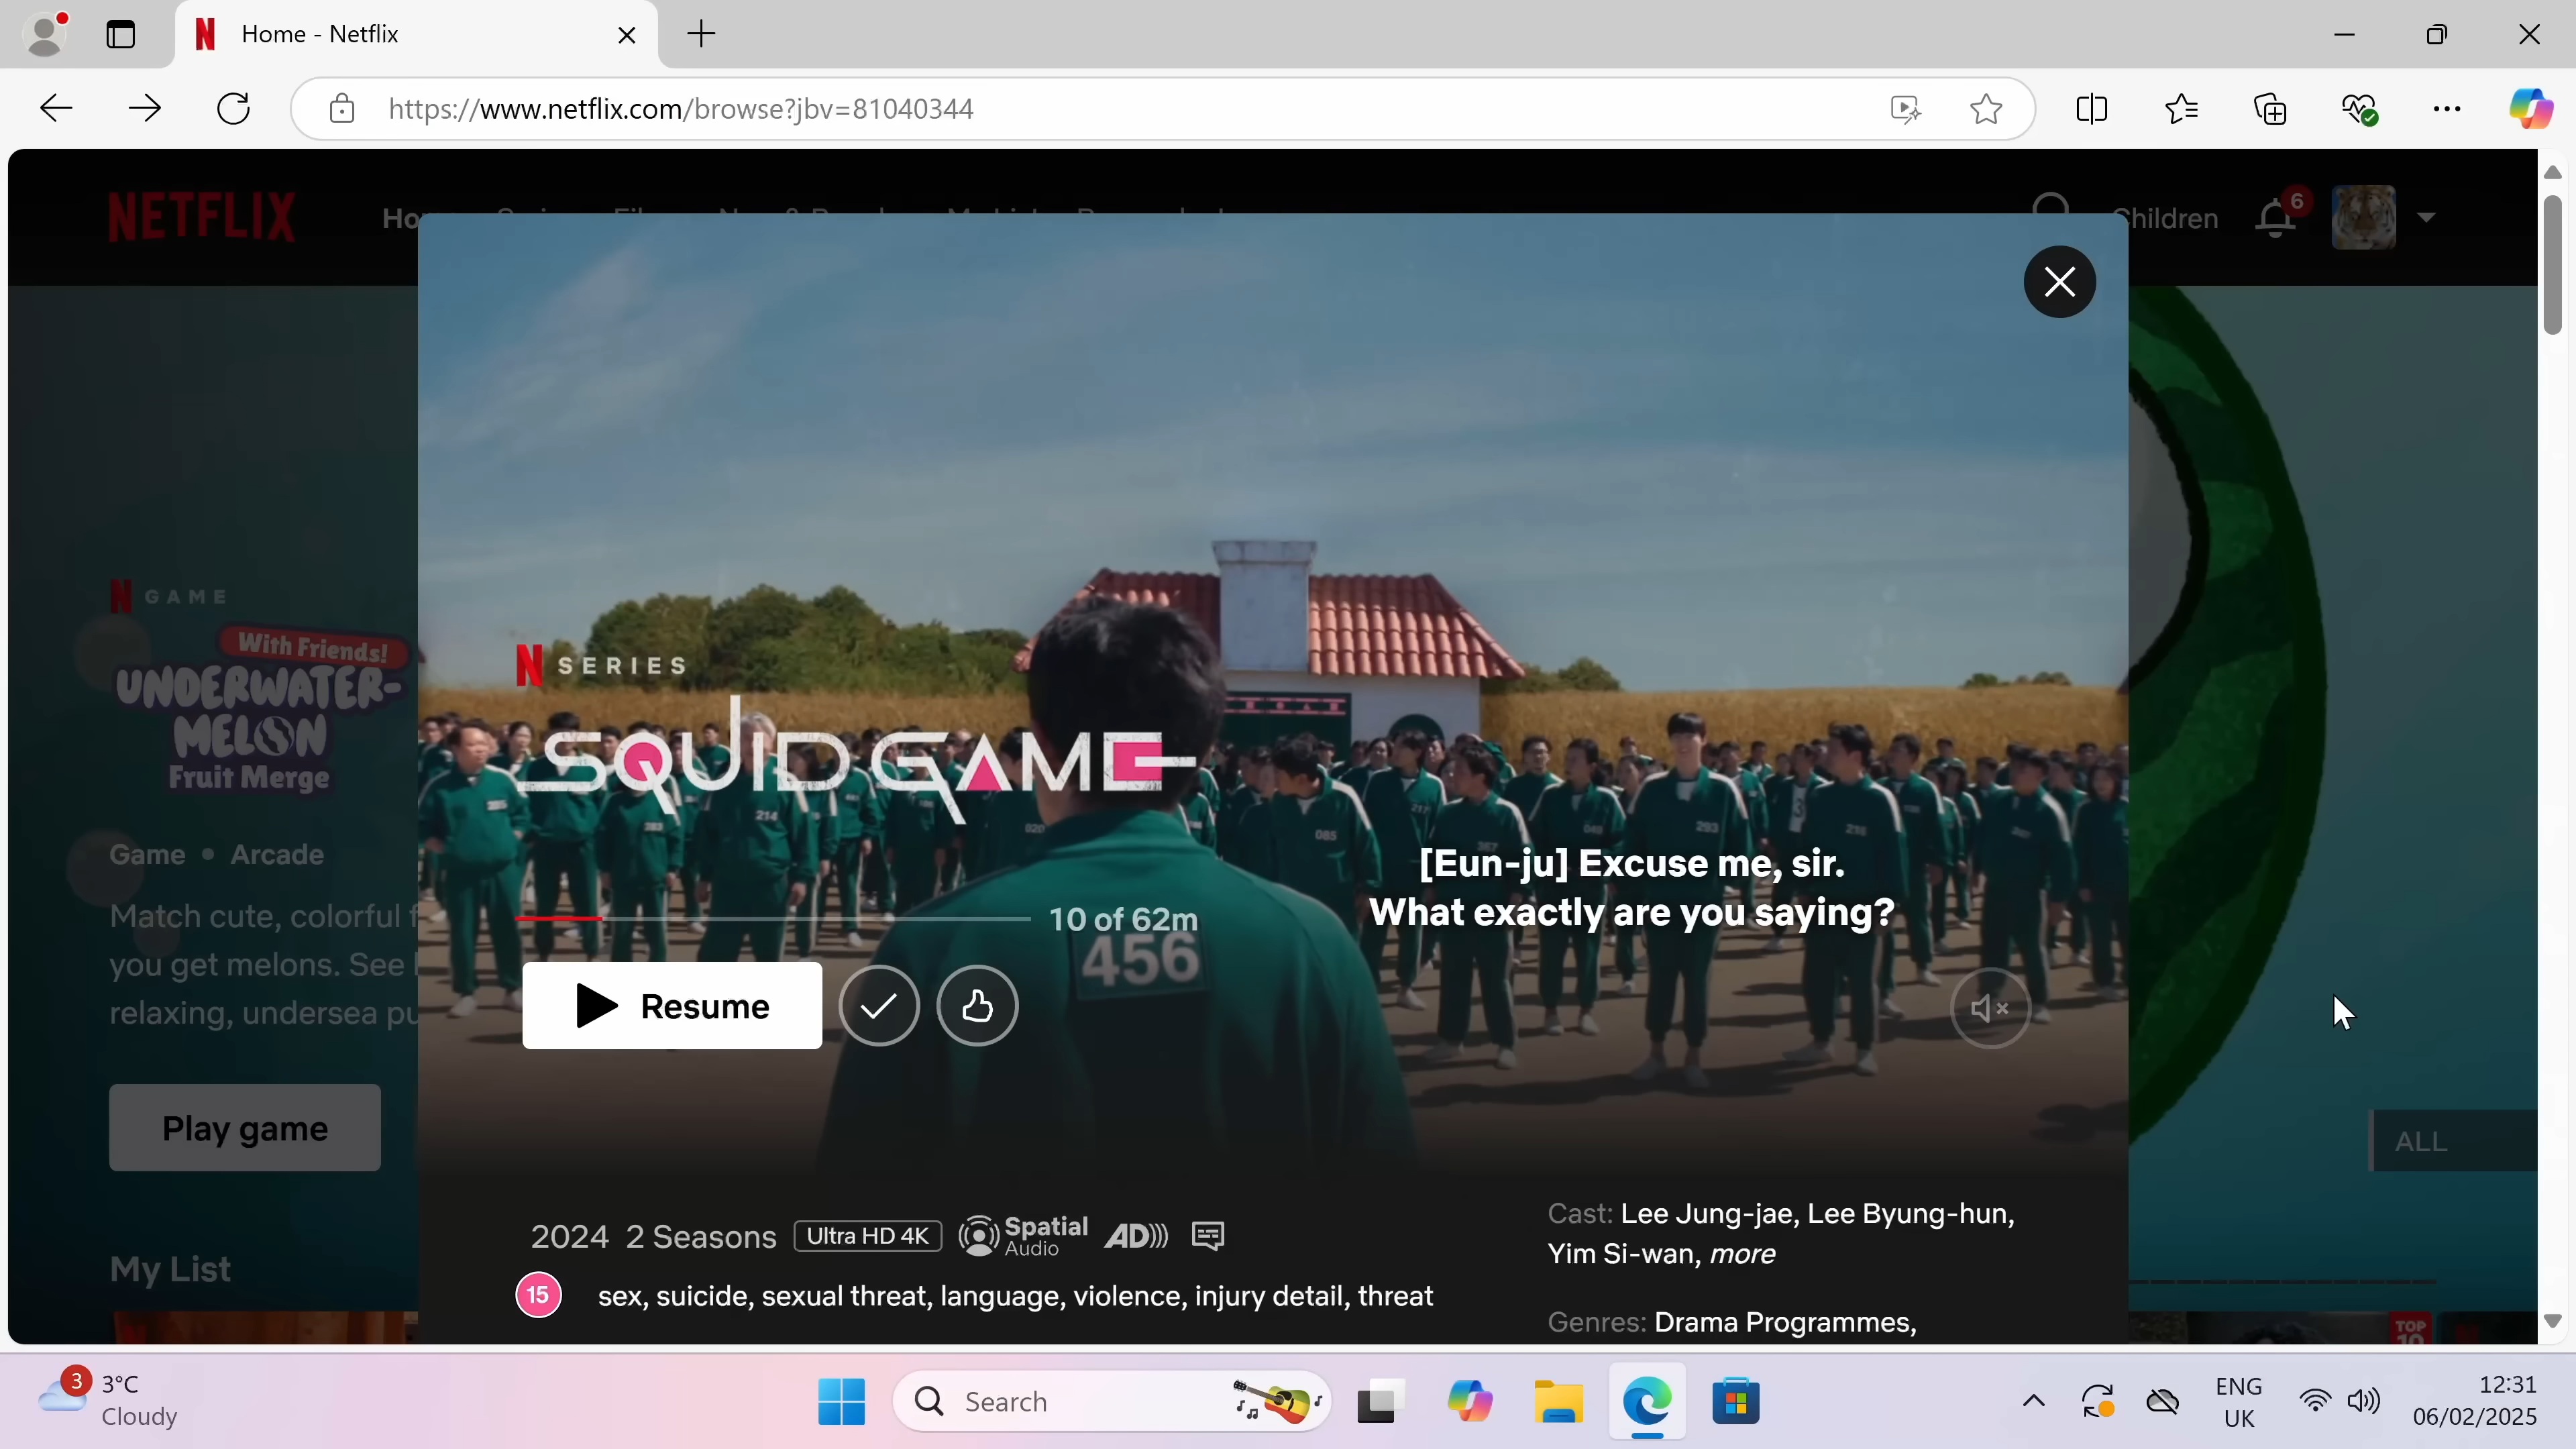 Home - Netflix
https://www.netflix.com/browse?jbv=81040344
NETFLIX
Children
6
N GAME
With Friends!
UNDERWATER-
MELON
Fruit Merge
Game • Arcade
Match cute, colorful
you get melons. See
relaxing, undersea
Play game
My List
N SERIES
SQUID GAME
[Eun-ju] Excuse me, sir.
What exactly are you saying?
10 of 62m
456
214
085
293
Resume
ALL
2024 2 Seasons Ultra HD 4K Spatial Audio AD
15 sex, suicide, sexual threat, language, violence, injury detail, threat
Cast: Lee Jung-jae, Lee Byung-hun,
Yim Si-wan, more
Genres: Drama Programmes,
TOP
10
3
3°C
Cloudy
Search
ENG
UK
12:31
06/02/2025